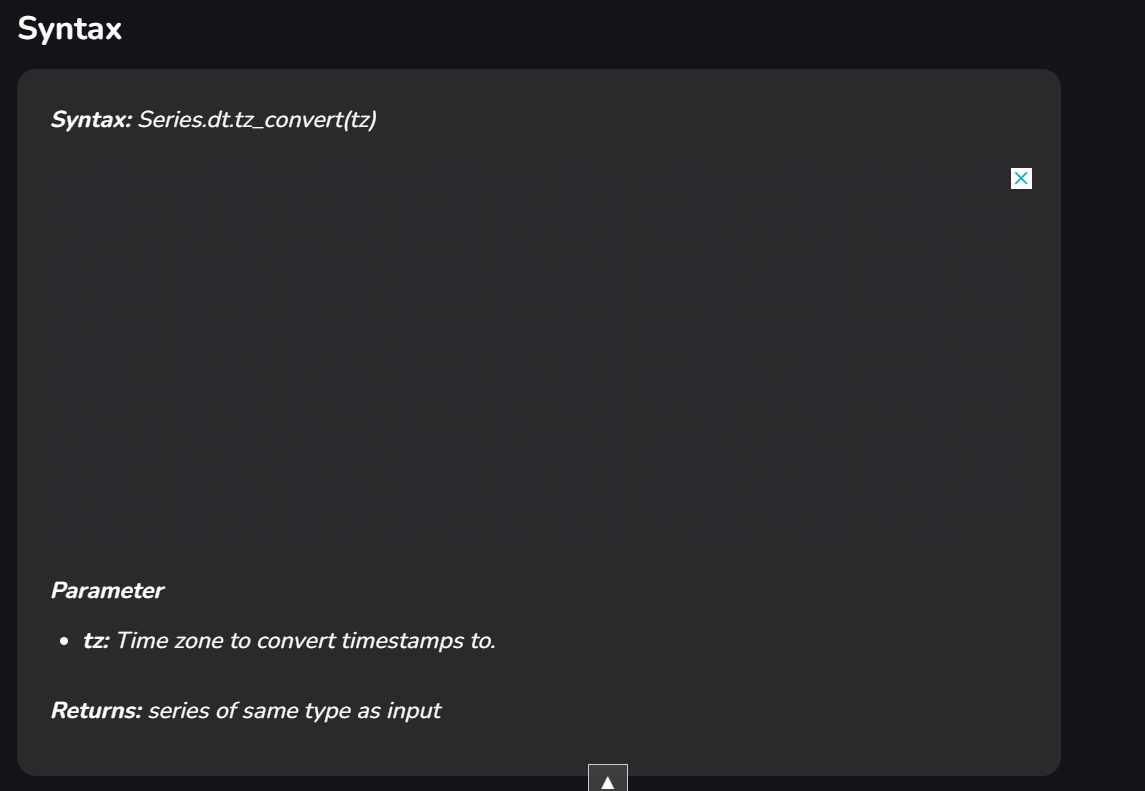 Syntax
Syntax: Series.dt.tz_convert(tz)
Parameter
• tz: Time zone to convert timestamps to.
Returns: series of same type as input